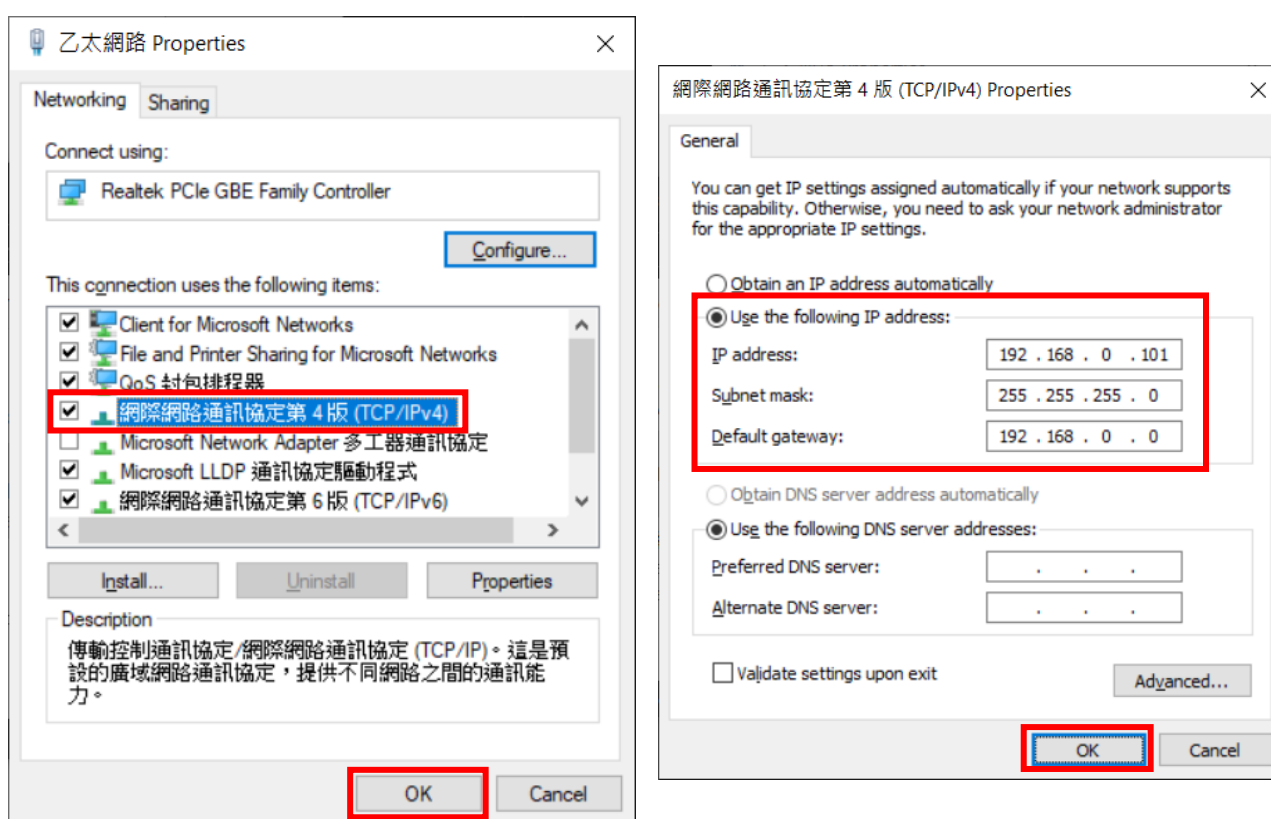 乙太網路 Properties
Networking
Sharing
Connect using:
Realtek PCIe GBE Family Controller
Configure...
This connection uses the following items:
Client for Microsoft Networks
File and Printer Sharing for Microsoft Networks
QoS 封包排程器
網際網路通訊協定第 4 版 (TCP/IPv4)
Microsoft Network Adapter 多工器通訊協定
Microsoft LLDP 通訊協定驅動程式
網際網路通訊協定第 6 版 (TCP/IPv6)
Install...
Uninstall
Properties
Description
傳輸控制通訊協定/網際網路通訊協定 (TCP/IP)。這是預
設的廣域網路通訊協定，提供不同網路之間的通訊能
力。
OK
Cancel
網際網路通訊協定第 4 版 (TCP/IPv4) Properties
General
You can get IP settings assigned automatically if your network supports
this capability. Otherwise, you need to ask your network administrator
for the appropriate IP settings.
Obtain an IP address automatically
Use the following IP address:
IP address:
192 . 168 . 0 . 101
Subnet mask:
255 . 255 . 255 . 0
Default gateway:
192 . 168 . 0 . 0
Obtain DNS server address automatically
Use the following DNS server addresses:
Preferred DNS server:
. . .
Alternate DNS server:
. . .
Validate settings upon exit
Advanced...
OK
Cancel